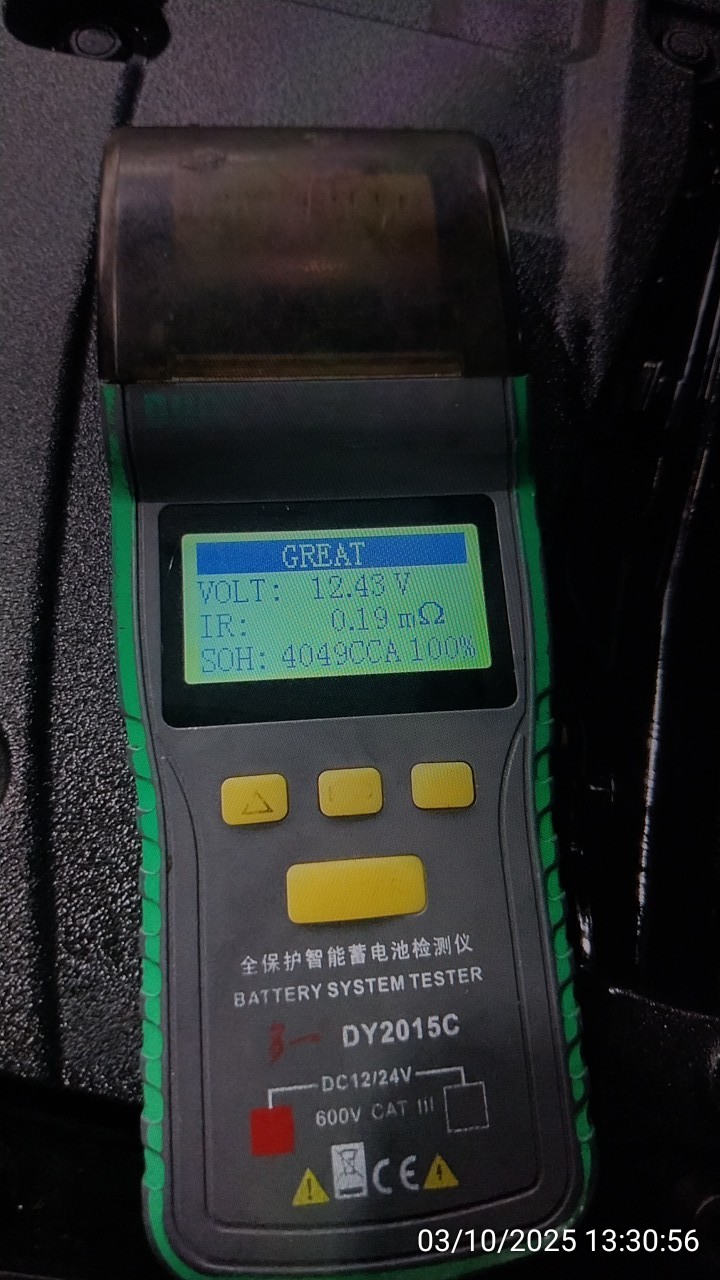 GREAT
VOLT: 12.43 V
IR: 0.19 mΩ
SOH: 4049CCA 100%
全保护智能蓄电池检测仪
BATTERY SYSTEM TESTER
DY2015C
DC12/24V
600V CAT III
CE
03/10/2025 13:30:56